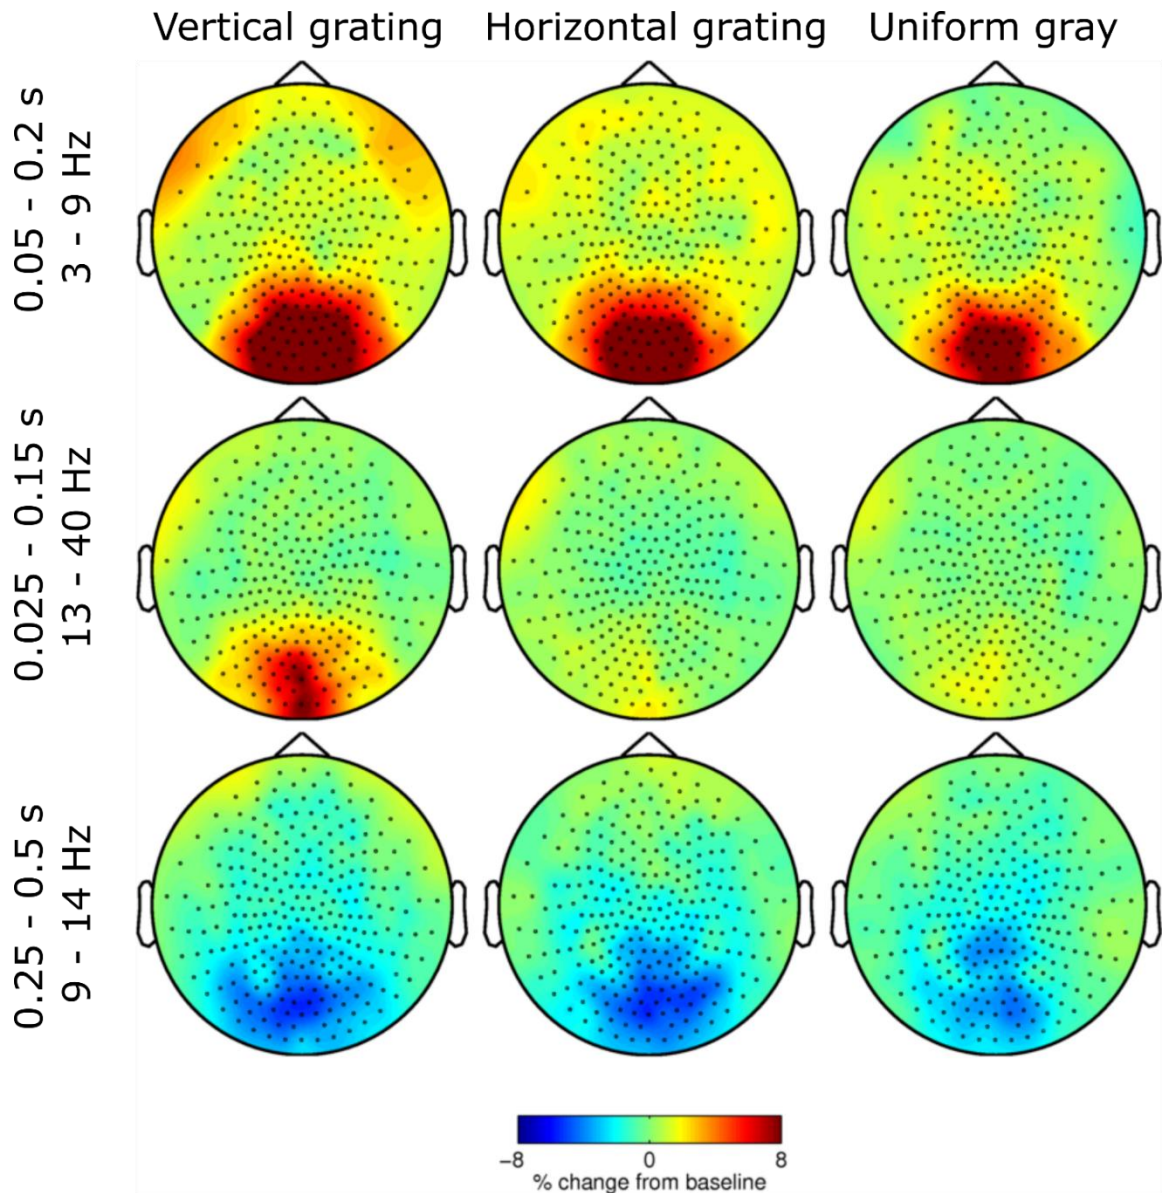 Vertical grating Horizontal grating Uniform gray
0.05 - 0.2 s
3 - 9 Hz
0.025 - 0.15 s
13 - 40 Hz
0.25 - 0.5 s
9 - 14 Hz
−8 0 8
% change from baseline